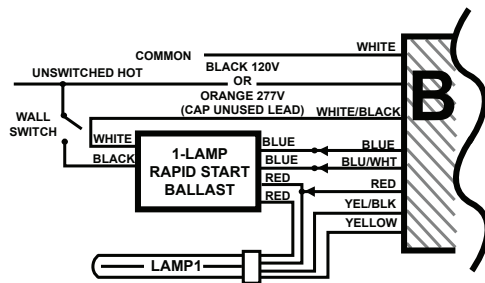 COMMON
WHITE
UNSWITCHED HOT
BLACK 120V
OR
ORANGE 277V
(CAP UNUSED LEAD)
WHITE/BLACK
B
WALL
SWITCH
WHITE
BLACK
1-LAMP
RAPID START
BALLAST
BLUE
BLUE
RED
RED
BLUE
BLU/WHT
RED
YEL/BLK
YELLOW
LAMP1